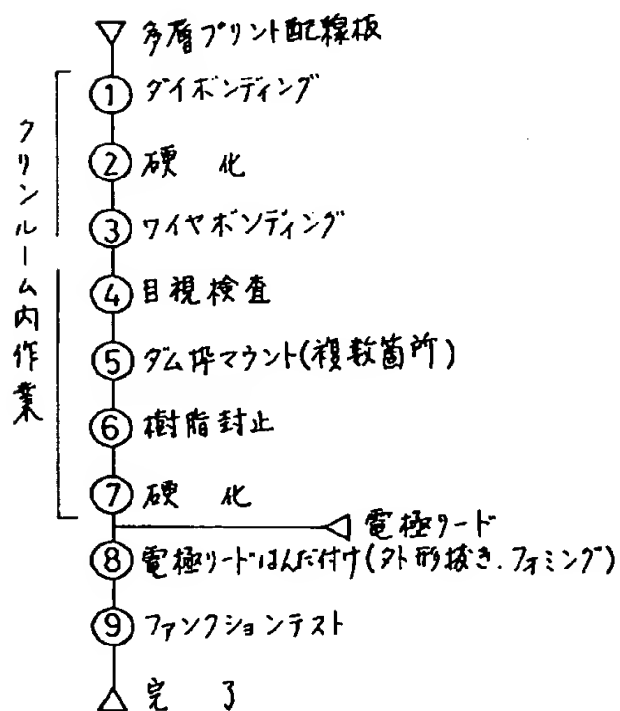 多層プリント配線板
① ダイボンディング
② 硬化
③ ワイヤボンディング
④ 目視検査
⑤ ダム枠マウント(複数箇所)
⑥ 樹脂封止
⑦ 硬化
電極リード
⑧ 電極リードはんだ付け(外形抜き.フォミング)
⑨ ファンクションテスト
完了
クリンルーム内作業